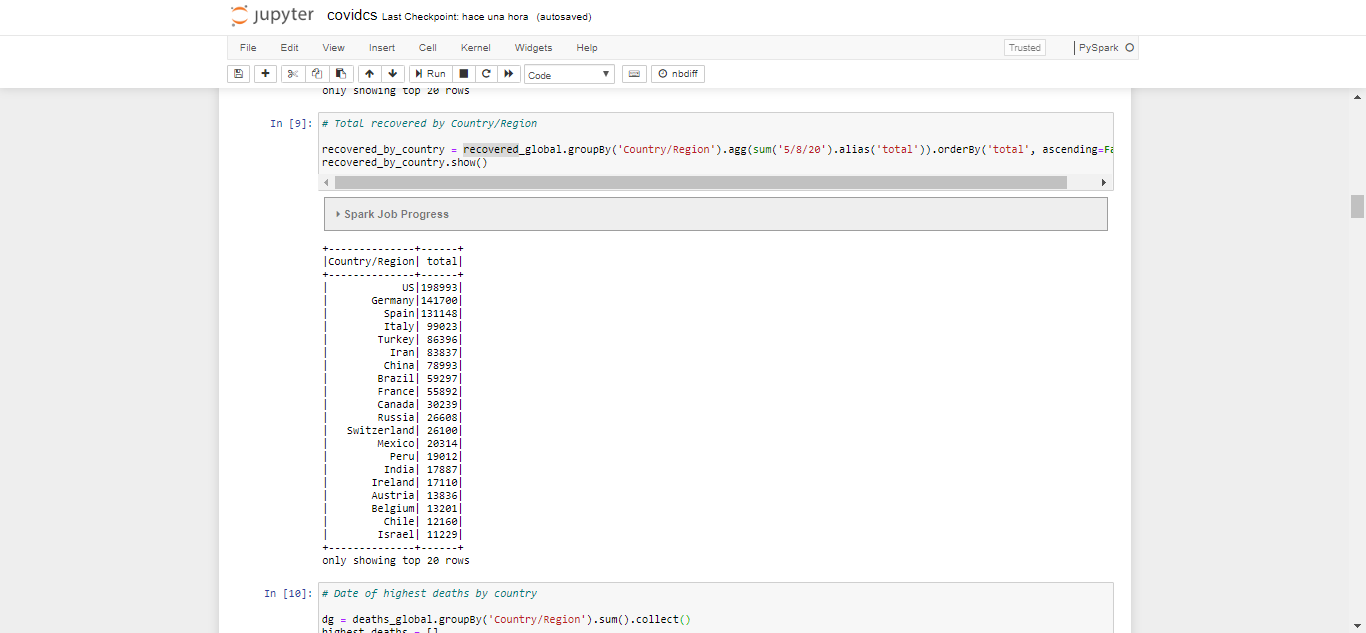 jupyter covidcs Last Checkpoint: hace una hora (autosaved)
File Edit View Insert Cell Kernel Widgets Help Trusted PySpark
Run Code nbdiff
only showing top 20 rows
In [9]: # Total recovered by Country/Region
recovered_by_country = recovered_global.groupBy('Country/Region').agg(sum('5/8/20').alias('total')).orderBy('total', ascending=Fa
recovered_by_country.show()
Spark Job Progress
+--------------+------+
|Country/Region| total|
+--------------+------+
|            US|198993|
|       Germany|141700|
|         Spain|131148|
|         Italy| 99023|
|        Turkey| 86396|
|          Iran| 83837|
|         China| 78993|
|        Brazil| 59297|
|        France| 55892|
|        Canada| 30239|
|        Russia| 26608|
|   Switzerland| 26100|
|        Mexico| 20314|
|          Peru| 19012|
|         India| 17887|
|       Ireland| 17110|
|       Austria| 13836|
|       Belgium| 13201|
|         Chile| 12160|
|        Israel| 11229|
+--------------+------+
only showing top 20 rows
In [10]: # Date of highest deaths by country
dg = deaths_global.groupBy('Country/Region').sum().collect()
highest_deaths = []